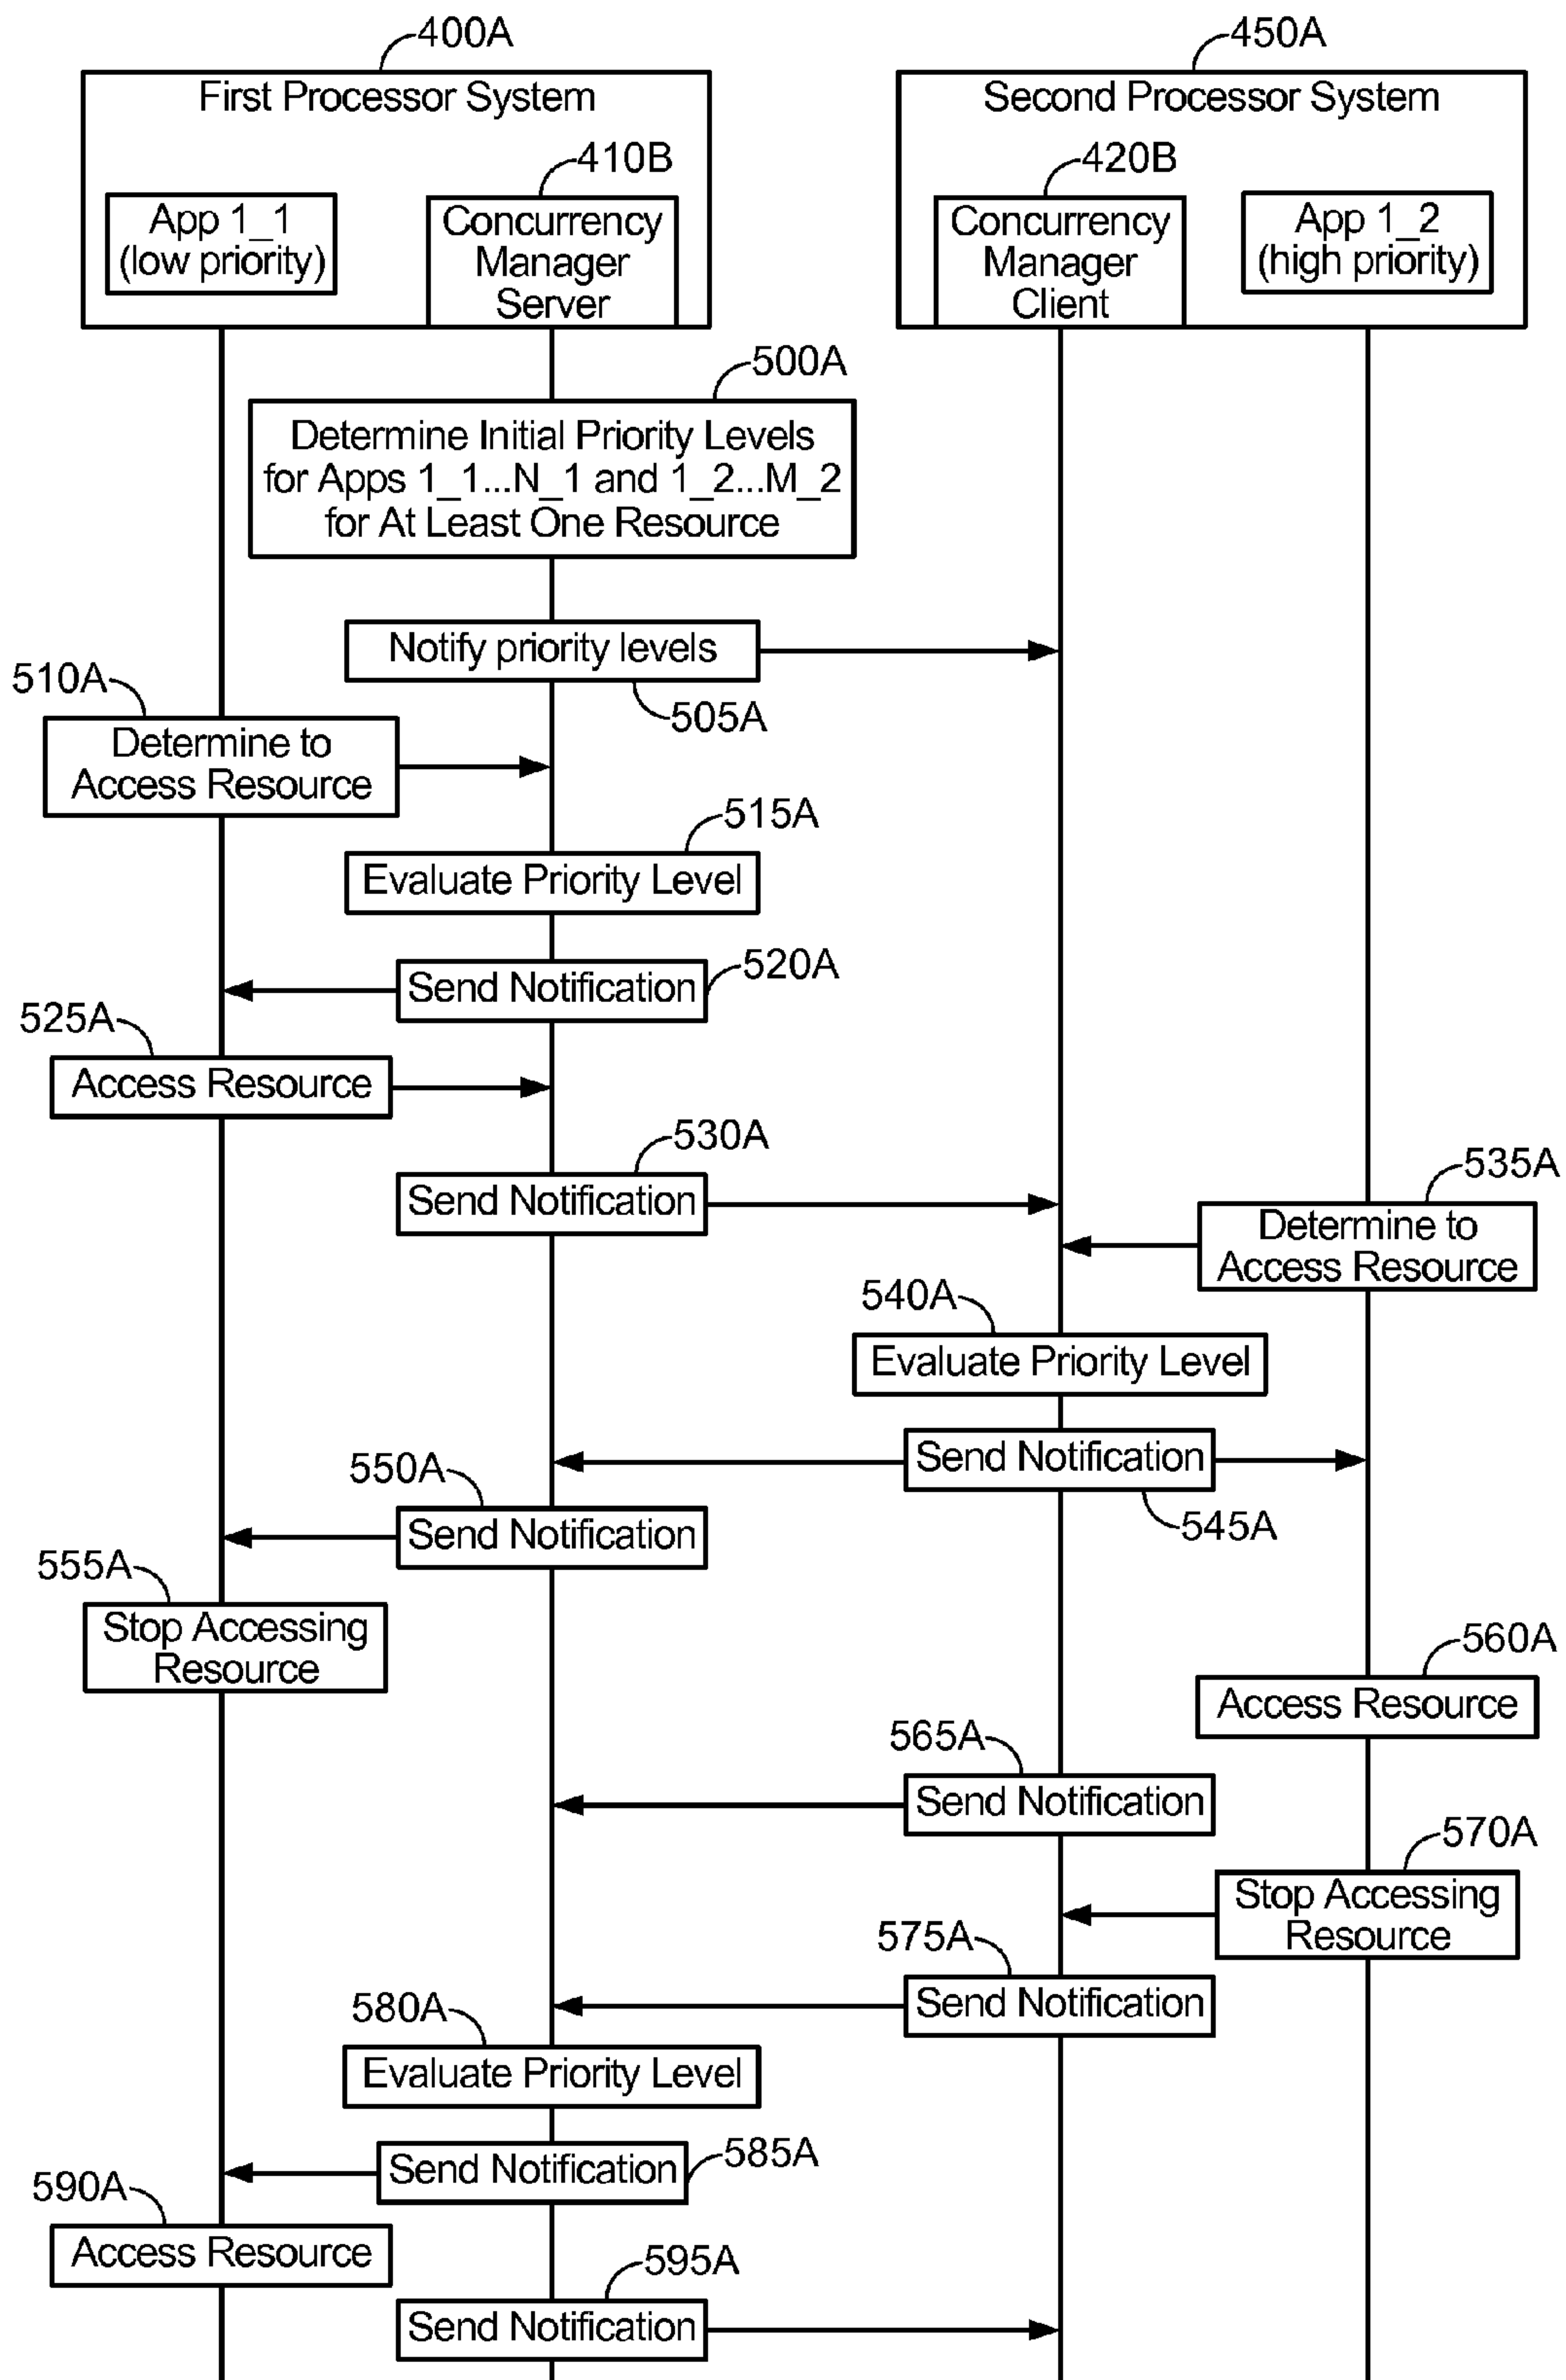 400A
450A
First Processor System
Second Processor System
410B
420B
App 1_1
(low priority)
Concurrency
Manager
Server
Concurrency
Manager
Client
App 1_2
(high priority)
500A
Determine Initial Priority Levels
for Apps 1_1...N_1 and 1_2...M_2
for At Least One Resource
Notify priority levels
505A
510A
Determine to
Access Resource
515A
Evaluate Priority Level
520A
Send Notification
525A
Access Resource
530A
Send Notification
535A
Determine to
Access Resource
540A
Evaluate Priority Level
Send Notification
545A
550A
Send Notification
555A
Stop Accessing
Resource
560A
Access Resource
565A
Send Notification
570A
Stop Accessing
Resource
575A
Send Notification
580A
Evaluate Priority Level
585A
Send Notification
590A
Access Resource
595A
Send Notification